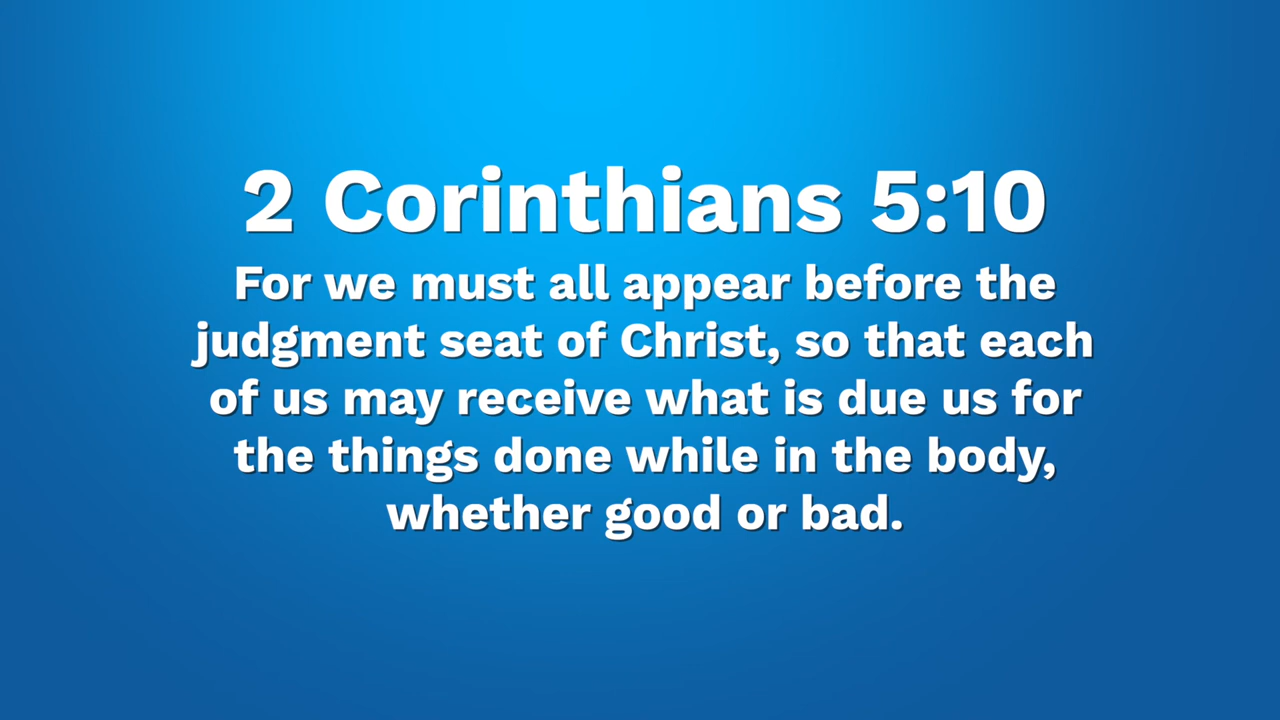 2 Corinthians 5:10
For we must all appear before the
judgment seat of Christ, so that each
of us may receive what is due us for
the things done while in the body,
whether good or bad.